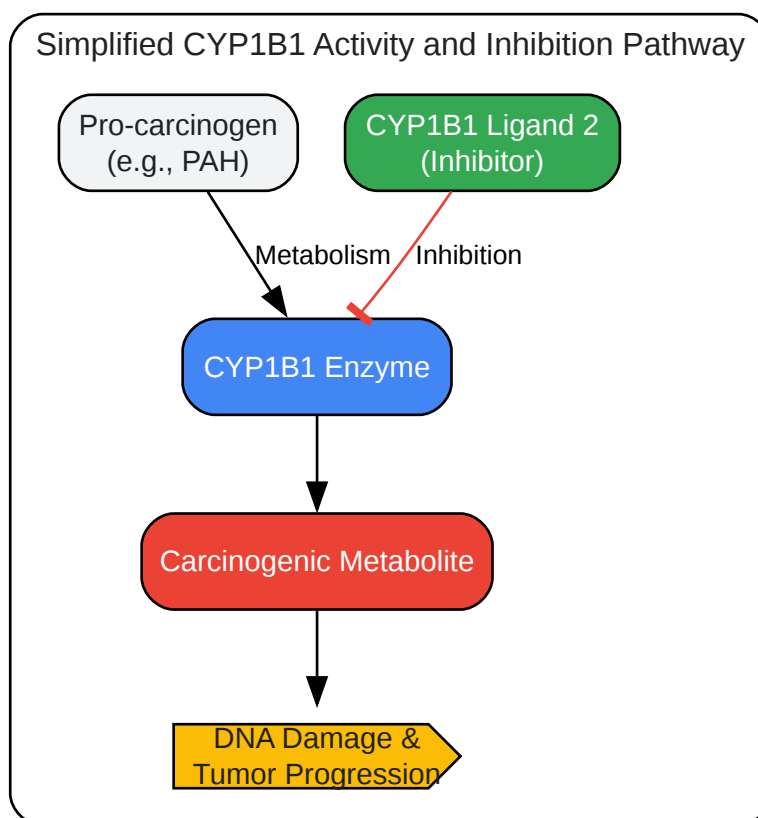 Simplified CYP1B1 Activity and Inhibition Pathway
Pro-carcinogen
(e.g., PAH)
CYP1B1 Ligand 2
(Inhibitor)
Metabolism
Inhibition
CYP1B1 Enzyme
Carcinogenic Metabolite
DNA Damage &
Tumor Progression